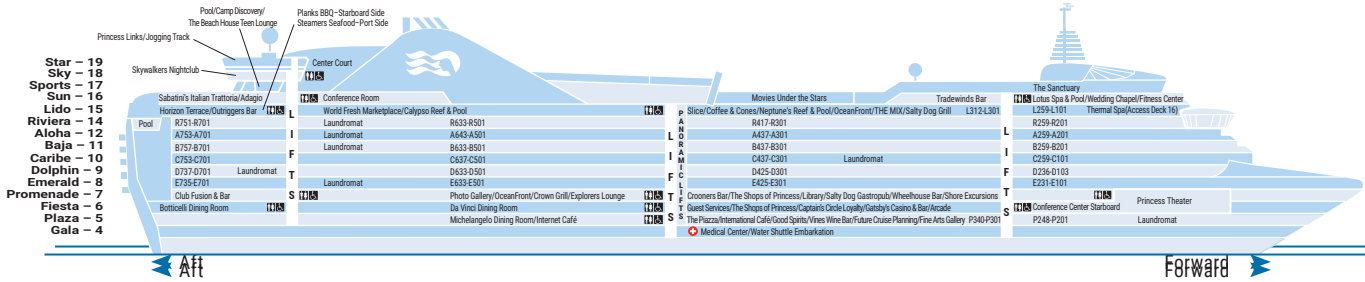 Pool/Camp Discovery/
The Beach House Teen Lounge
Planks BBQ–Starboard Side
Steamers Seafood–Port Side
Princess Links/Jogging Track
Skywalkers Nightclub
Center Court
Star – 19
Sky – 18
Sports – 17
Sun – 16
Lido – 15
Riviera – 14
Aloha – 12
Baja – 11
Caribe – 10
Dolphin – 9
Emerald – 8
Promenade – 7
Fiesta – 6
Plaza – 5
Gala – 4
The Sanctuary
Sabatini's Italian Trattoria/Adagio
Conference Room
Movies Under the Stars
Tradewinds Bar
Lotus Spa & Pool/Wedding Chapel/Fitness Center
Horizon Terrace/Outriggers Bar
World Fresh Marketplace/Calypso Reef & Pool
Slice/Coffee & Cones/Neptune's Reef & Pool/OceanFront/THE MIX/Salty Dog Grill
L312-L301
L259-L101
Thermal Spa(Access Deck 16)
Pool
R751-R701
Laundromat
R633-R501
R417-R301
R259-R201
A753-A701
Laundromat
A643-A501
A437-A301
A259-A201
B757-B701
Laundromat
B633-B501
B437-B301
B259-B201
C753-C701
C637-C501
C437-C301
Laundromat
C259-C101
D737-D701
Laundromat
D633-D501
D425-D301
D236-D103
E735-E701
Laundromat
E633-E501
E425-E301
E231-E101
Club Fusion & Bar
Photo Gallery/OceanFront/Crown Grill/Explorers Lounge
Crooners Bar/The Shops of Princess/Library/Salty Dog Gastropub/Wheelhouse Bar/Shore Excursions
Princess Theater
Botticelli Dining Room
Da Vinci Dining Room
Guest Services/The Shops of Princess/Captain's Circle Loyalty/Gatsby's Casino & Bar/Arcade
Conference Center Starboard
Michelangelo Dining Room/Internet Café
The Piazza/International Café/Good Spirits/Vines Wine Bar/Future Cruise Planning/Fine Arts Gallery
P340-P301
P248-P201
Laundromat
Medical Center/Water Shuttle Embarkation
LIFTS
LIFTS
PANORAMIC LIFTS
LIFTS
Aft
Aft
Forward
Forward